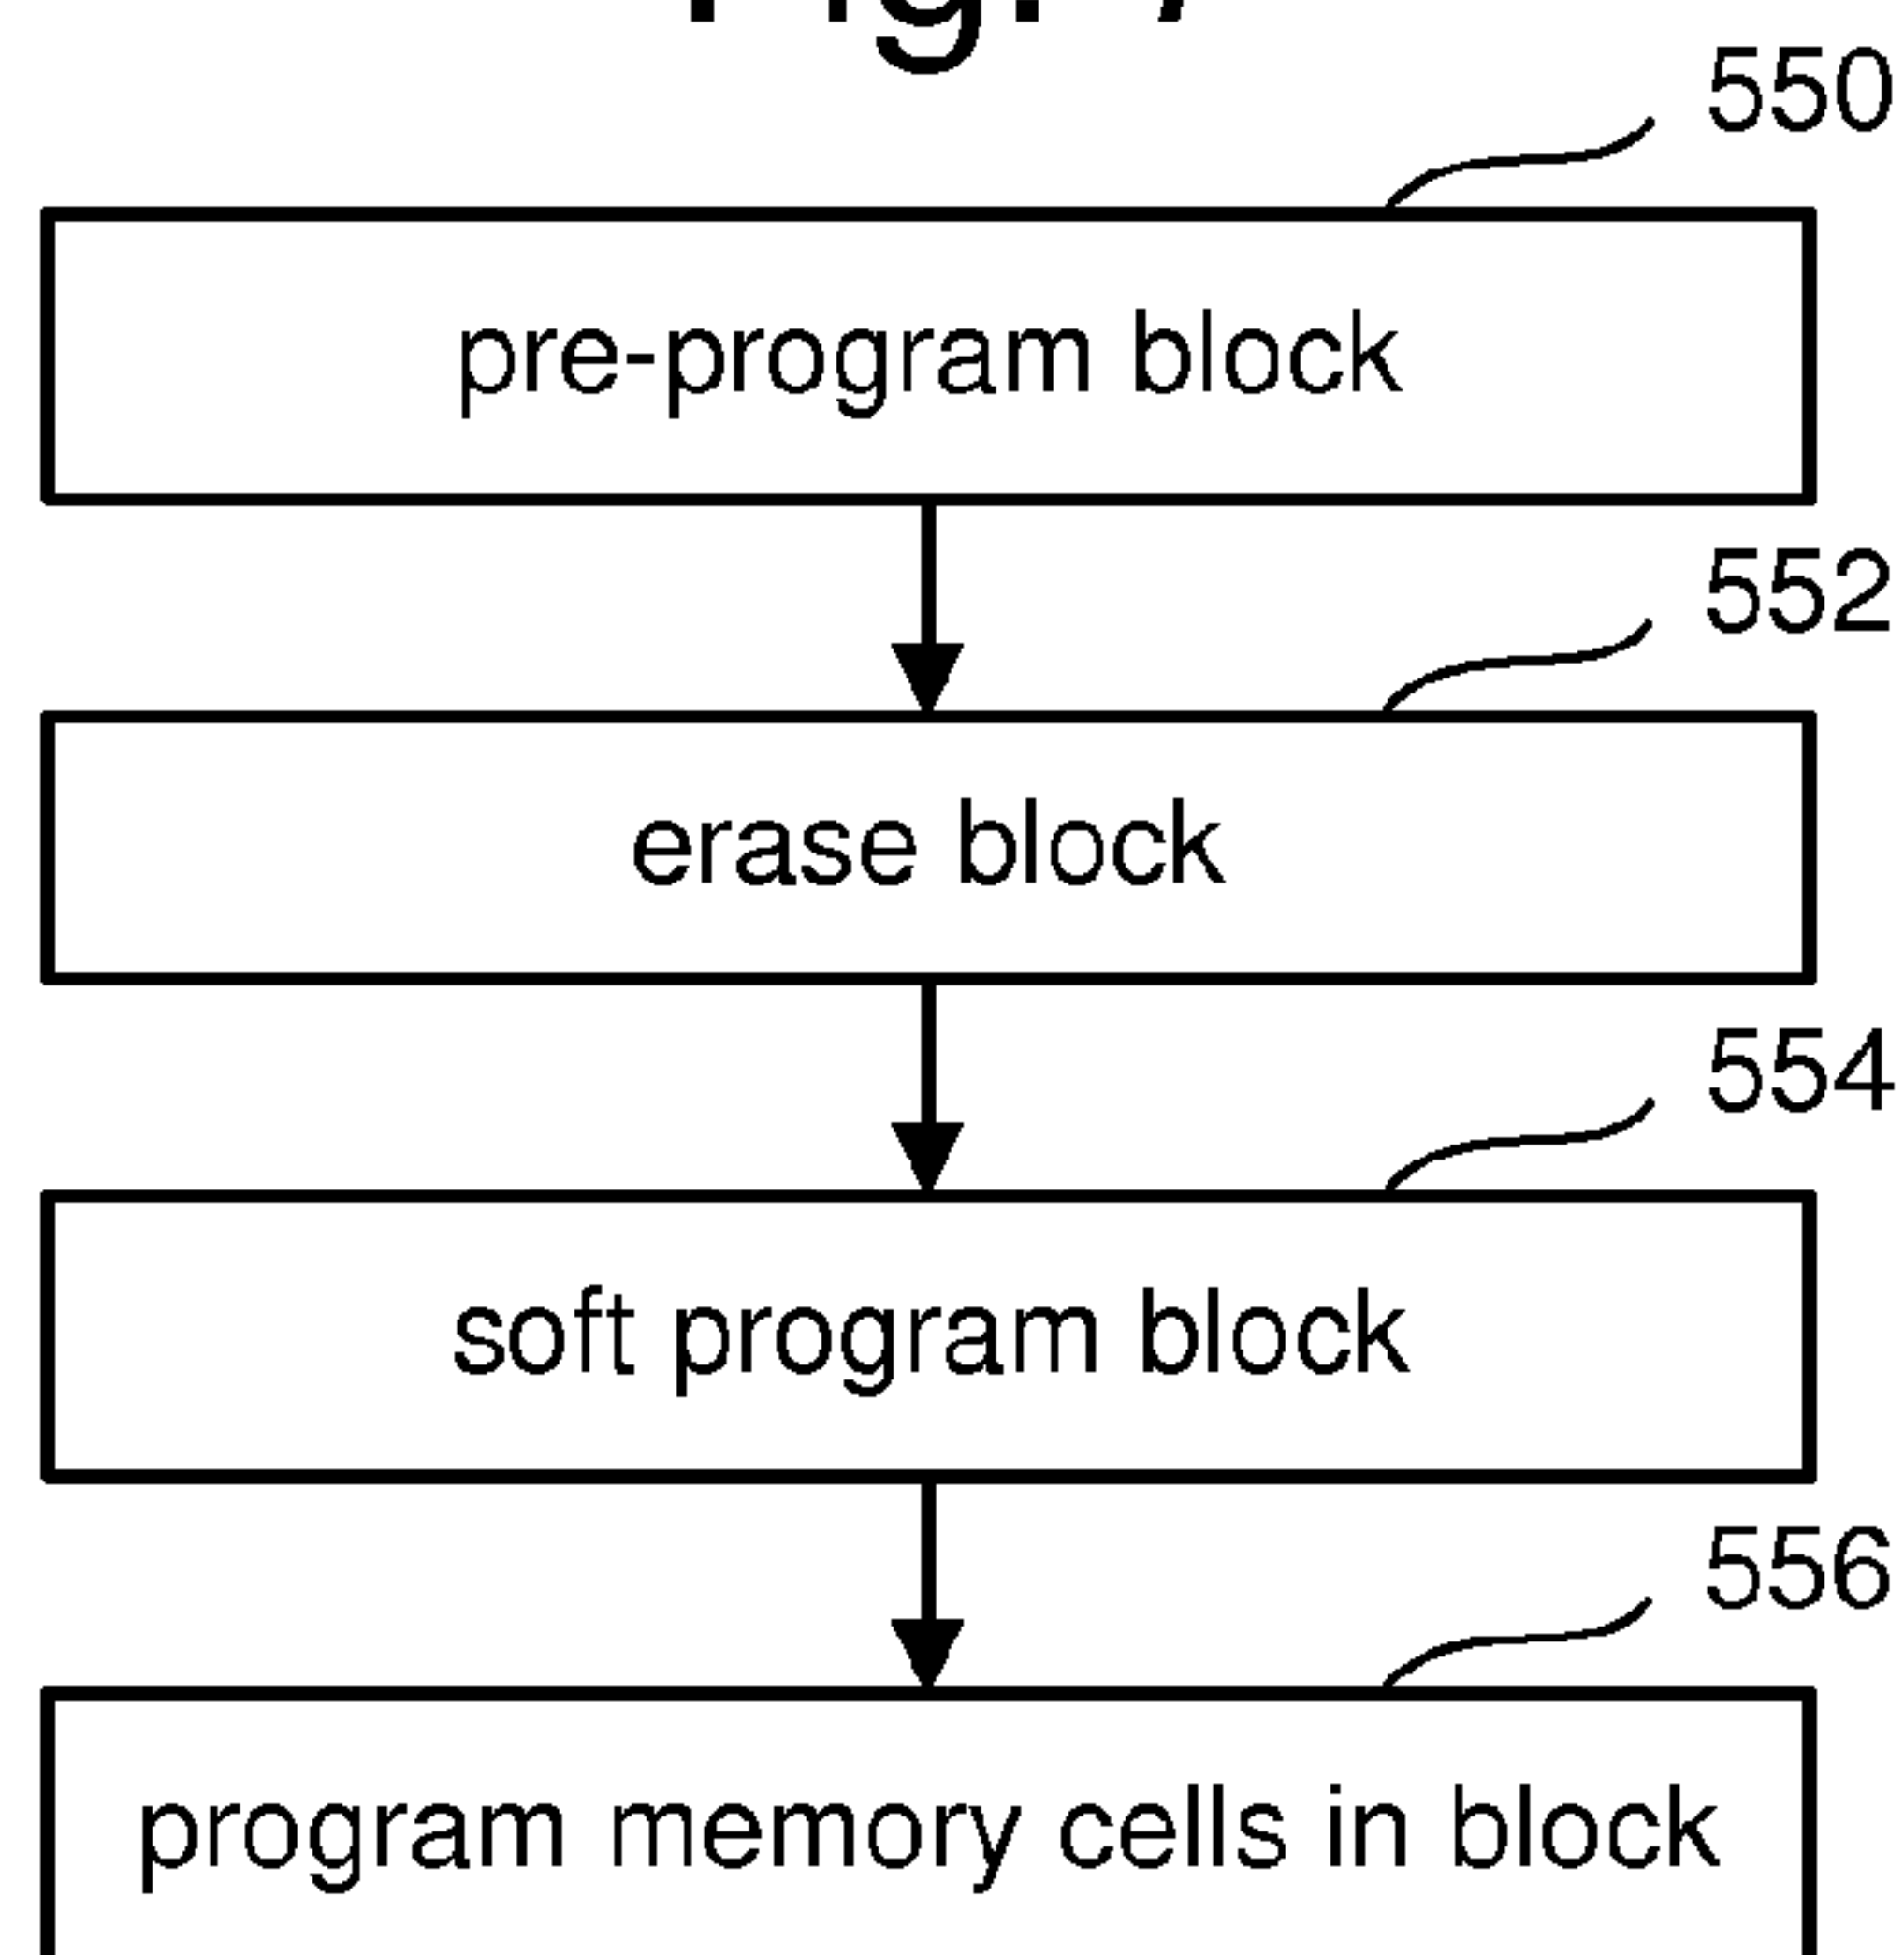 550
pre-program block
552
erase block
554
soft program block
556
program memory cells in block